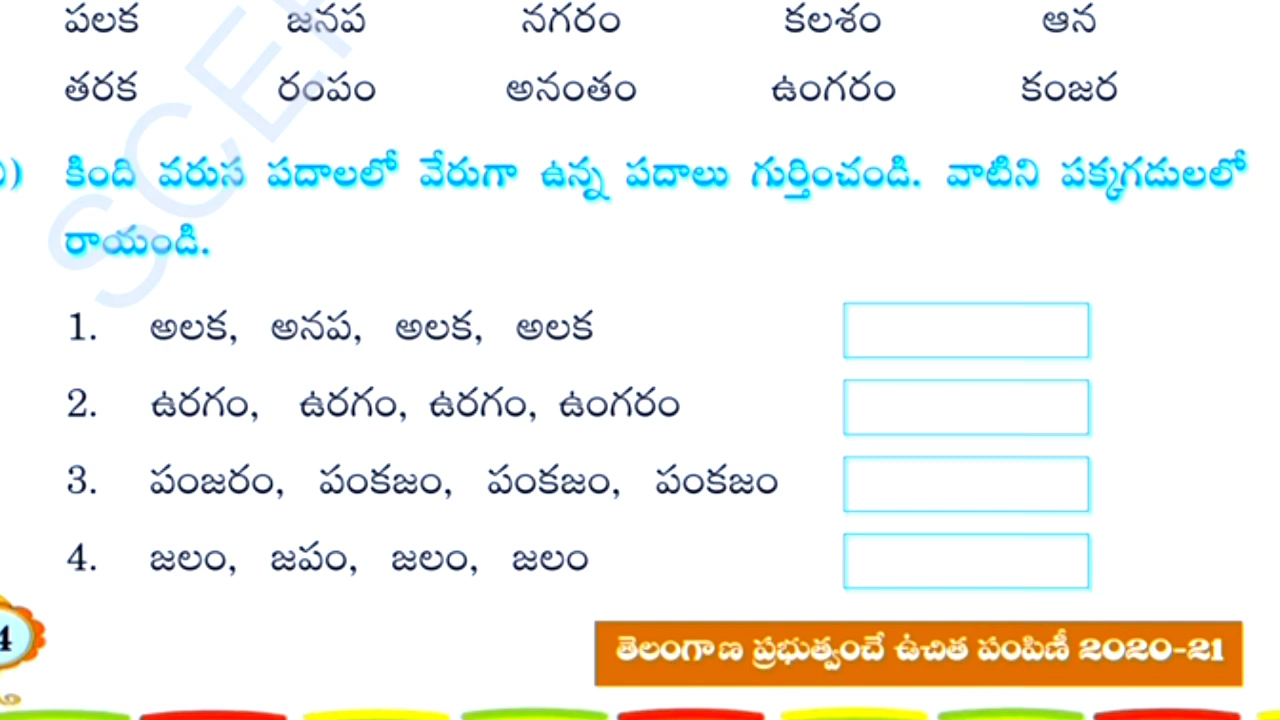 పలక జనప నగరం కలశం ఆన
తరక రంపం అనంతం ఉంగరం కంజర
కింది వరుస పదాలలో వేరుగా ఉన్న పదాలు గుర్తించండి. వాటిని పక్కగడులలో
రాయండి.
1. అలక, అనప, అలక, అలక
2. ఉరగం, ఉరగం, ఉరగం, ఉంగరం
3. పంజరం, పంకజం, పంకజం, పంకజం
4. జలం, జపం, జలం, జలం
4
తెలంగాణ ప్రభుత్వంచే ఉచిత పంపిణీ 2020-21